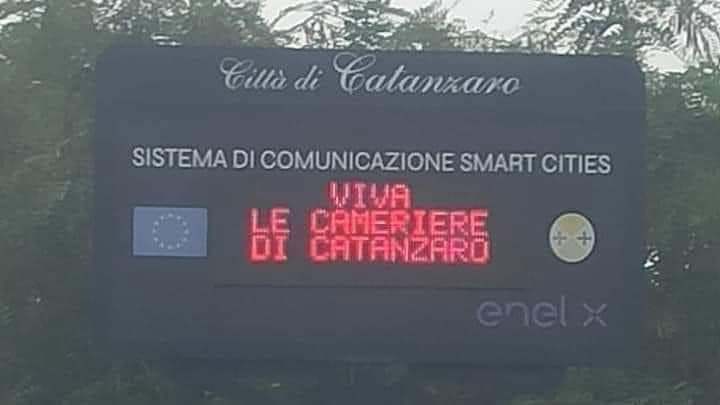 Città di Catanzaro
SISTEMA DI COMUNICAZIONE SMART CITIES
VIVA
LE CAMERIERE
DI CATANZARO
enel x